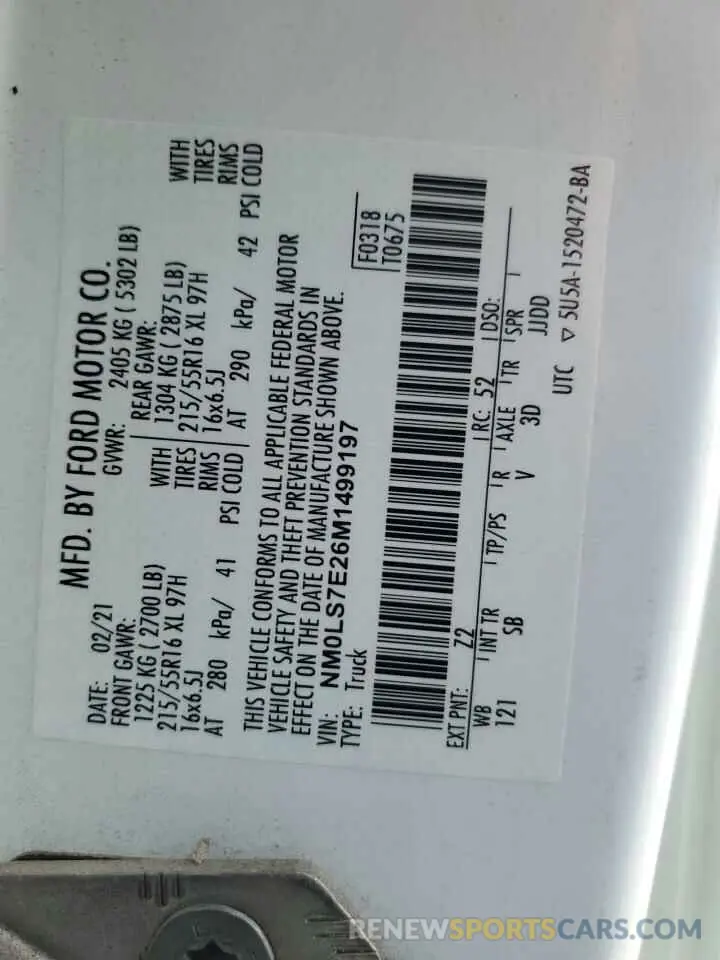 MFD. BY FORD MOTOR CO.
DATE: 02/21 GVWR: 2405 KG ( 5302 LB)
FRONT GAWR: REAR GAWR:
1225 KG ( 2700 LB) WITH 1304 KG ( 2875 LB) WITH
215/55R16 XL 97H TIRES 215/55R16 XL 97H TIRES
16x6.5J RIMS 16x6.5J RIMS
AT 280 kPa/ 41 PSI COLD AT 290 kPa/ 42 PSI COLD
THIS VEHICLE CONFORMS TO ALL APPLICABLE FEDERAL MOTOR
VEHICLE SAFETY AND THEFT PREVENTION STANDARDS IN
EFFECT ON THE DATE OF MANUFACTURE SHOWN ABOVE.
VIN: NM0LS7E26M1499197
TYPE: Truck
F0318
T0675
EXT PNT: Z2 RC: 52 DSO:
WB INT TR TP/PS R AXLE TR SPR
121 SB V 3D JJDD
UTC ▽ 5U5A-1520472-BA
RENEWSPORTSCARS.COM